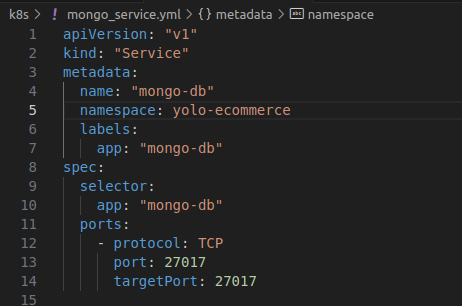 k8s > ! mongo_service.yml > {} metadata > abc namespace
1 apiVersion: "v1"
2 kind: "Service"
3 metadata:
4   name: "mongo-db"
5   namespace: yolo-ecommerce
6   labels:
7     app: "mongo-db"
8 spec:
9   selector:
10     app: "mongo-db"
11   ports:
12     - protocol: TCP
13       port: 27017
14       targetPort: 27017
15